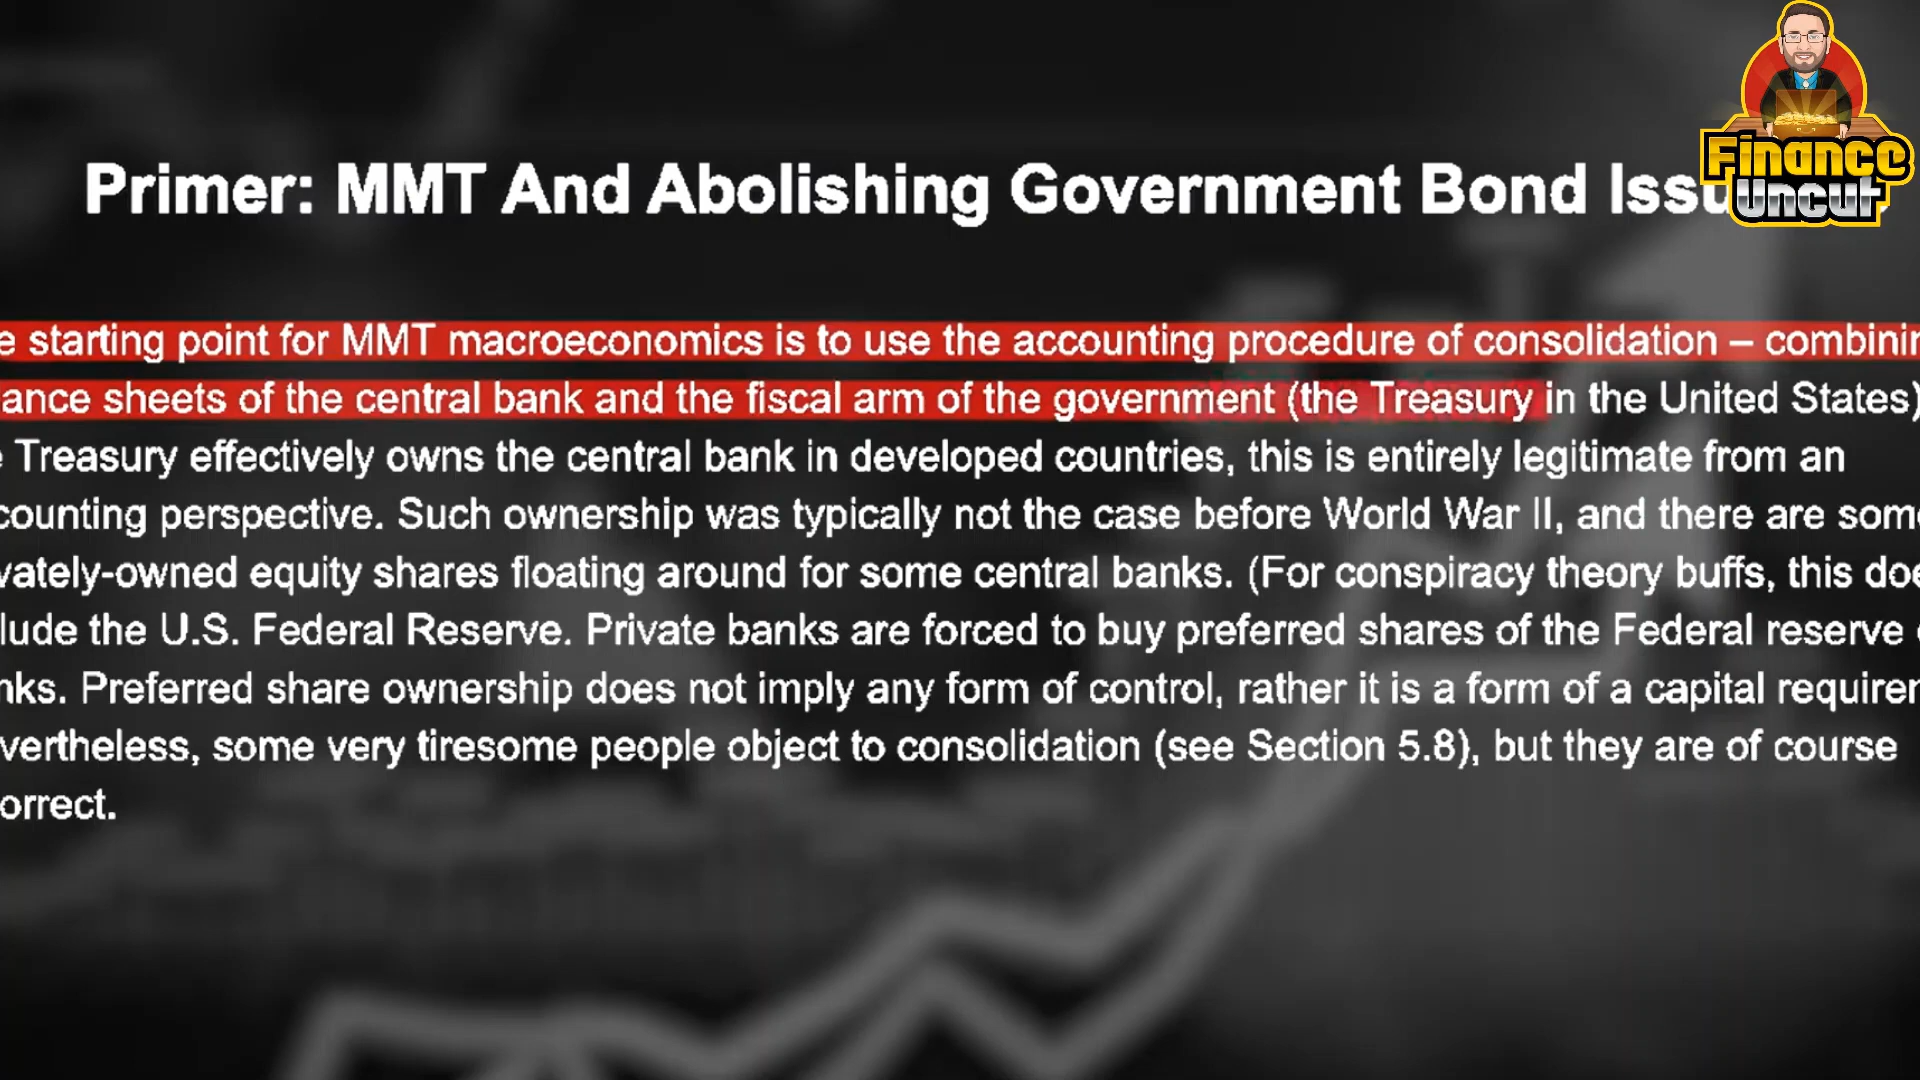 Primer: MMT And Abolishing Government Bond Issu
Finance
Uncut
e starting point for MMT macroeconomics is to use the accounting procedure of consolidation – combinin
ance sheets of the central bank and the fiscal arm of the government (the Treasury in the United States)
e Treasury effectively owns the central bank in developed countries, this is entirely legitimate from an
counting perspective. Such ownership was typically not the case before World War II, and there are some
vately-owned equity shares floating around for some central banks. (For conspiracy theory buffs, this doe
lude the U.S. Federal Reserve. Private banks are forced to buy preferred shares of the Federal reserve
nks. Preferred share ownership does not imply any form of control, rather it is a form of a capital requirem
vertheless, some very tiresome people object to consolidation (see Section 5.8), but they are of course
orrect.